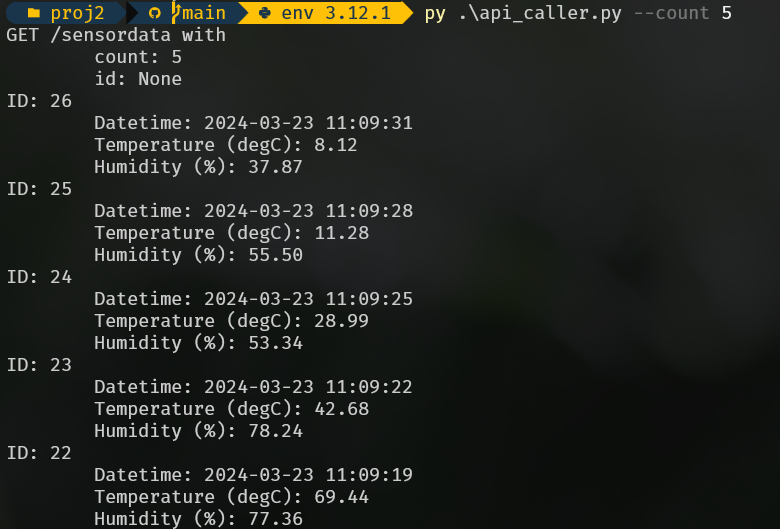 proj2 main env 3.12.1 py .\api_caller.py --count 5
GET /sensordata with
count: 5
id: None
ID: 26
Datetime: 2024-03-23 11:09:31
Temperature (degC): 8.12
Humidity (%): 37.87
ID: 25
Datetime: 2024-03-23 11:09:28
Temperature (degC): 11.28
Humidity (%): 55.50
ID: 24
Datetime: 2024-03-23 11:09:25
Temperature (degC): 28.99
Humidity (%): 53.34
ID: 23
Datetime: 2024-03-23 11:09:22
Temperature (degC): 42.68
Humidity (%): 78.24
ID: 22
Datetime: 2024-03-23 11:09:19
Temperature (degC): 69.44
Humidity (%): 77.36